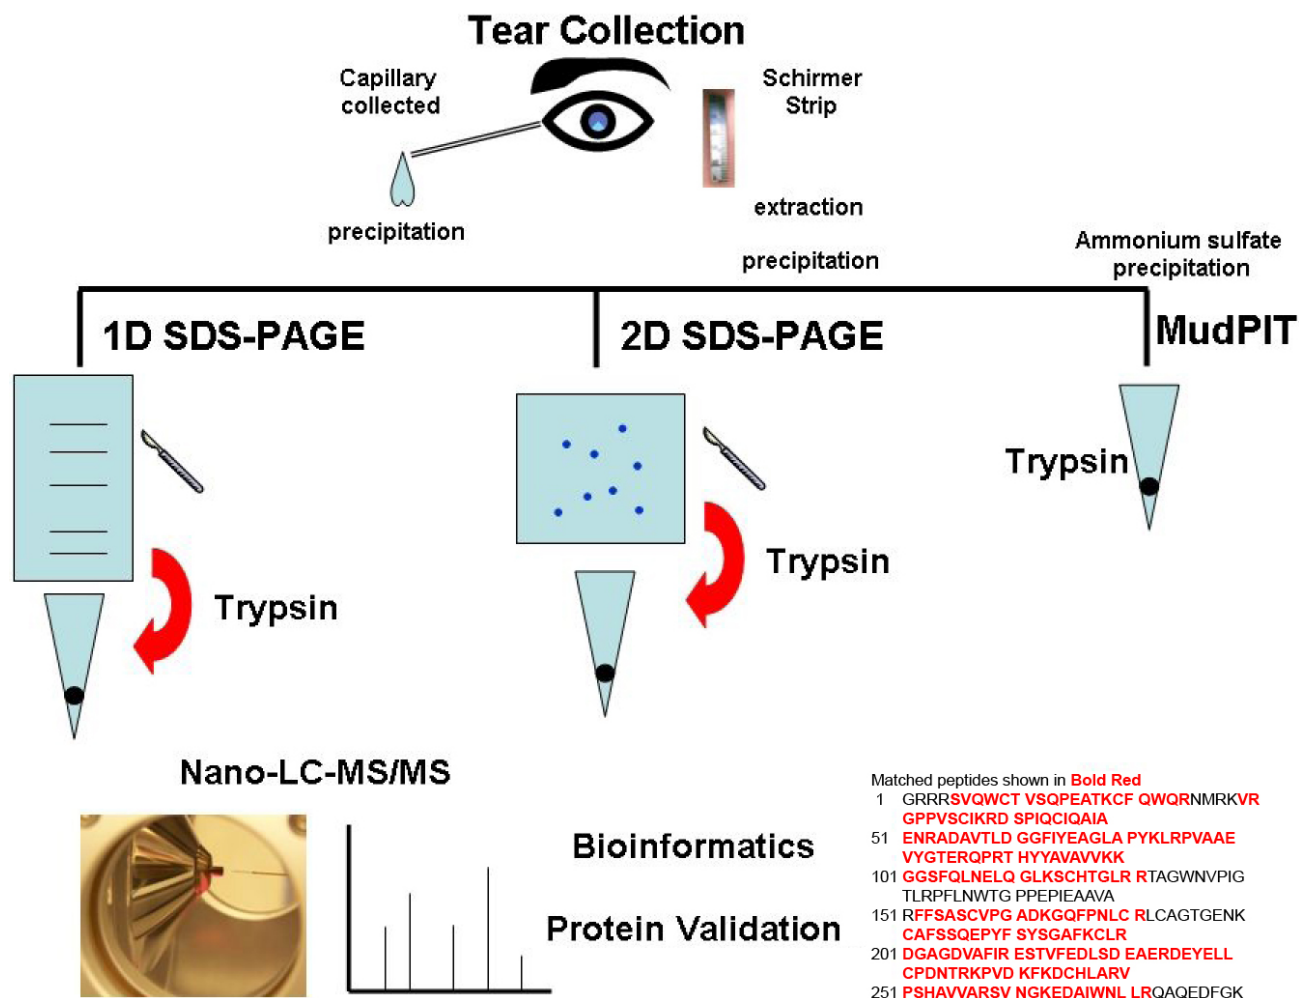 Tear Collection
Capillary
collected
Schirmer
Strip
extraction
precipitation
precipitation
Ammonium sulfate
precipitation
1D SDS-PAGE
2D SDS-PAGE
MudPIT
Trypsin
Trypsin
Trypsin
Nano-LC-MS/MS
Bioinformatics
Protein Validation
Matched peptides shown in Bold Red
1 GRRRSVQWCT VSQPEATKCF QWQRNMRKVR
GPPVSCIKRD SPIQCIQAIA
51 ENRADAVTLD GGFIYEAGLA PYKLRPVAAE
VYGTERQPRT HYYAVAVVKK
101 GGSFQLNELQ GLKSCHTGLR RTAGWNVPIG
TLRPFLNWTG PPEPIEAAVA
151 RFFSASCVPG ADKGQFPNLC RLCAGTGENK
CAFSSQEPYF SYSGAFKCLR
201 DGAGDVAFIR ESTVFEDLSD EAERDEYELL
CPDNTRKPVD KFKDCHLARV
251 PSHAVVARSV NGKEDAIWNL LRQAQEDFGK